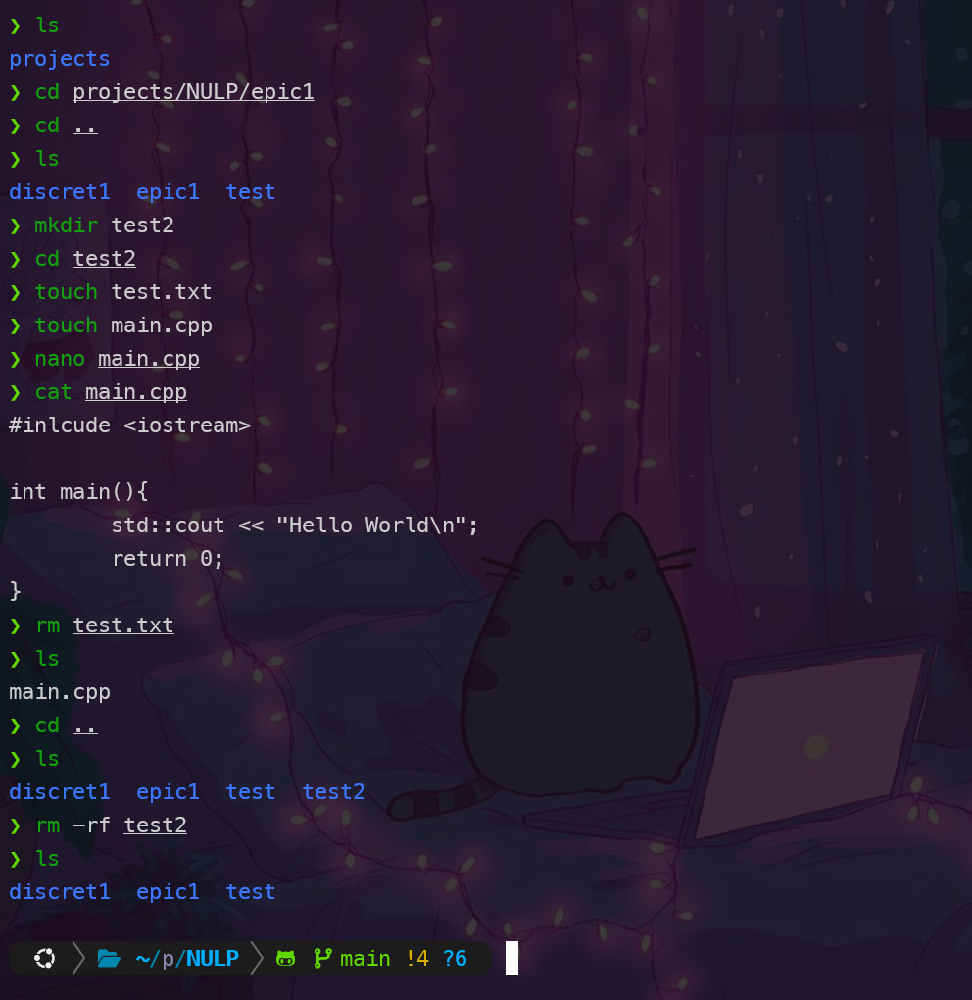 ❯ ls
projects
❯ cd projects/NULP/epic1
❯ cd ..
❯ ls
discret1  epic1  test
❯ mkdir test2
❯ cd test2
❯ touch test.txt
❯ touch main.cpp
❯ nano main.cpp
❯ cat main.cpp
#inlcude <iostream>

int main(){
        std::cout << "Hello World\n";
        return 0;
}
❯ rm test.txt
❯ ls
main.cpp
❯ cd ..
❯ ls
discret1  epic1  test  test2
❯ rm -rf test2
❯ ls
discret1  epic1  test

~/p/NULP main !4 ?6